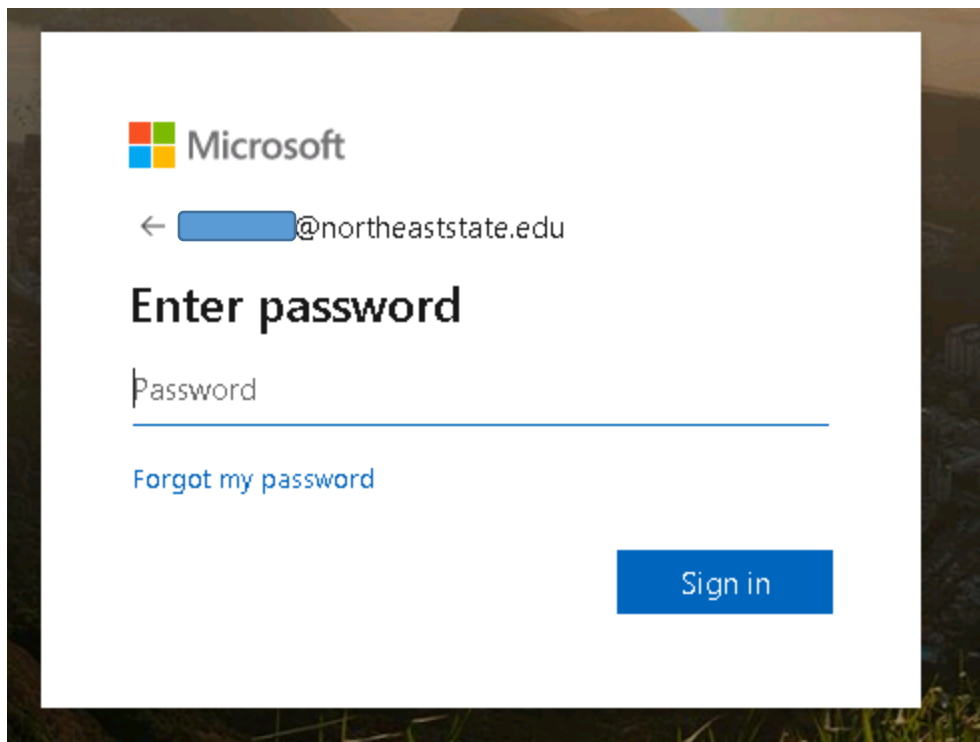 Microsoft
← @northeaststate.edu
Enter password
Password
Forgot my password
Sign in